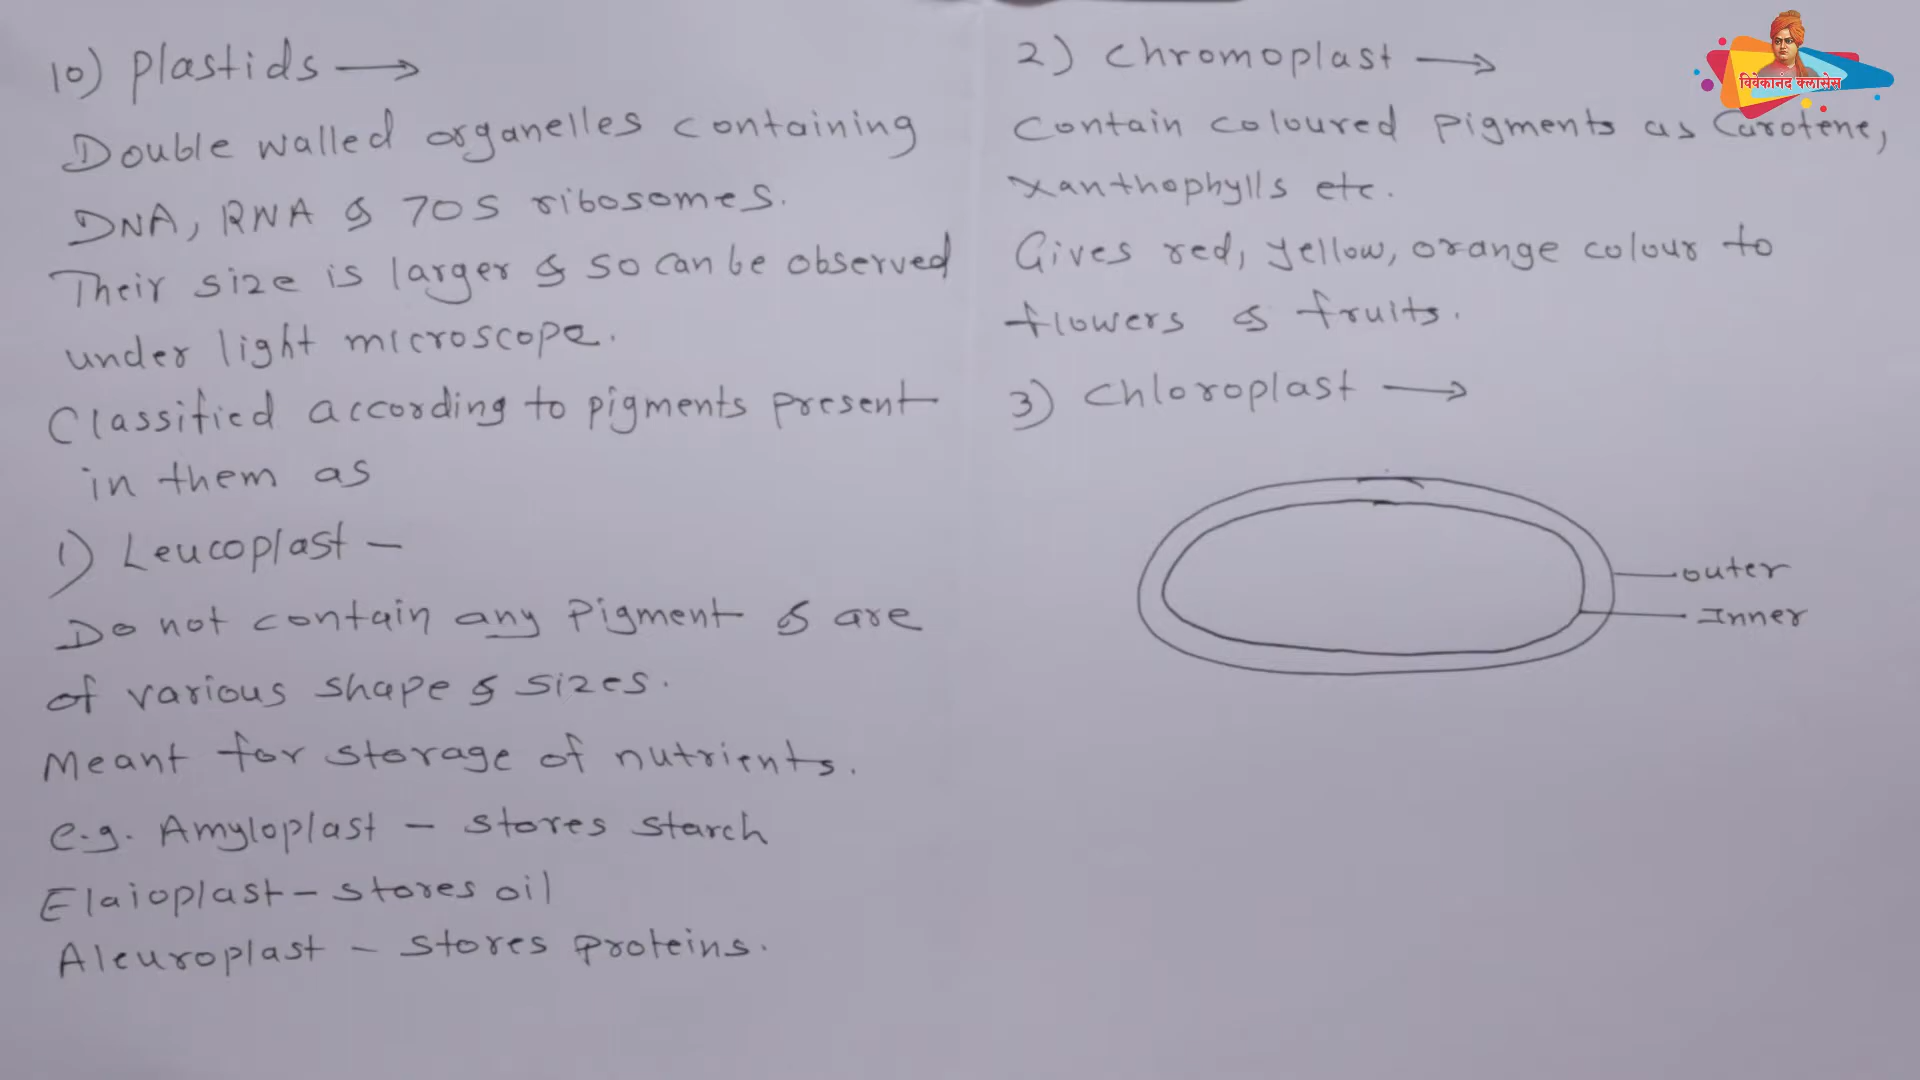 10) Plastids →
Double walled organelles containing
DNA, RNA & 70S ribosomes.
Their size is larger & so can be observed
under light microscope.
Classified according to pigments present
in them as
1) Leucoplast –
Do not contain any Pigment & are
of various shape & sizes.
Meant for storage of nutrients.
e.g. Amyloplast – stores starch
Elaioplast – stores oil
Aleuroplast – stores proteins.
2) Chromoplast →
Contain coloured pigments as Carotene,
xanthophylls etc.
Gives red, yellow, orange colour to
flowers & fruits.
3) Chloroplast →
outer
Inner
विवेकानंद क्लासेस